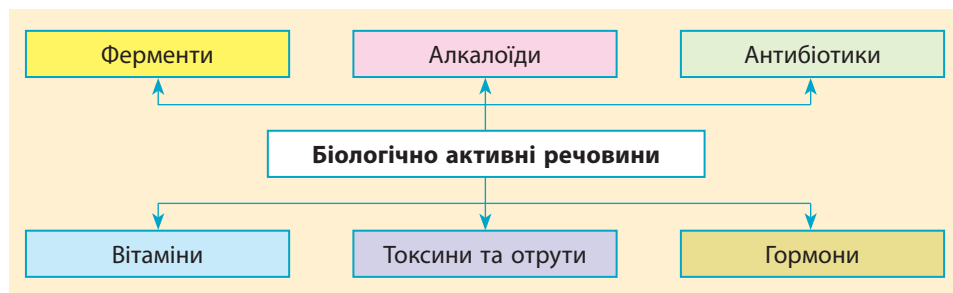 Ферменти
Алкалоїди
Антибіотики
Біологічно активні речовини
Вітаміни
Токсини та отрути
Гормони